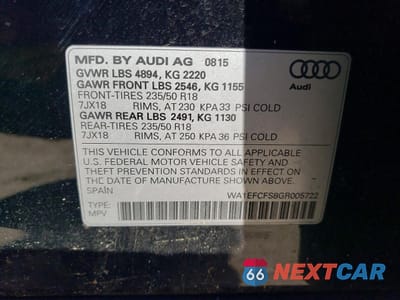 MFD. BY AUDI AG 0815
GVWR LBS 4894, KG 2220
GAWR FRONT LBS 2546, KG 1155
FRONT-TIRES 235/50 R18
7JX18 RIMS, AT 230 KPA33 PSI COLD
GAWR REAR LBS 2491, KG 1130
REAR-TIRES 235/50 R18
7JX18 RIMS, AT 250 KPA 36 PSI COLD
THIS VEHICLE CONFORMS TO ALL APPLICABLE
U.S. FEDERAL MOTOR VEHICLE SAFETY AND
THEFT PREVENTION STANDARDS IN EFFECT ON THE
DATE OF MANUFACTURE SHOWN ABOVE.
SPAIN
WA1EFCFS8GR005722
TYPE:
MPV
Audi
66 NEXTCAR